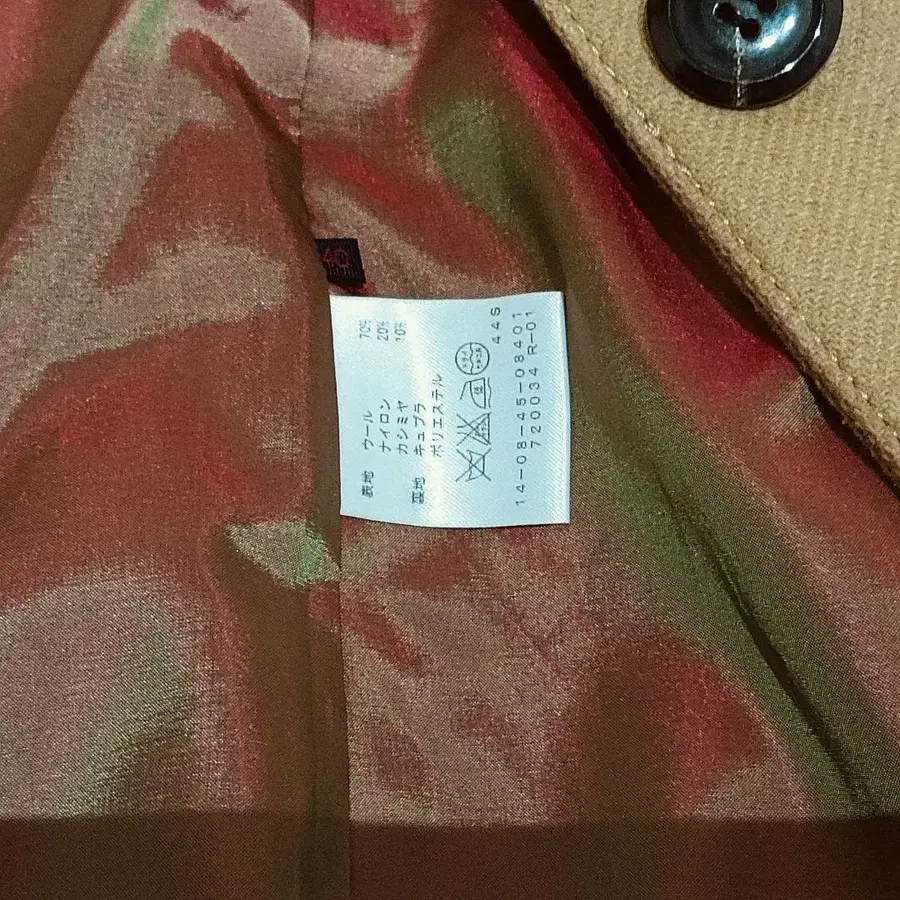 40
表地 ウール 70%
ナイロン 20%
カシミヤ 10%
裏地 キュプラ
ポリエステル
44S
14-08-45-08401
720034 R-01